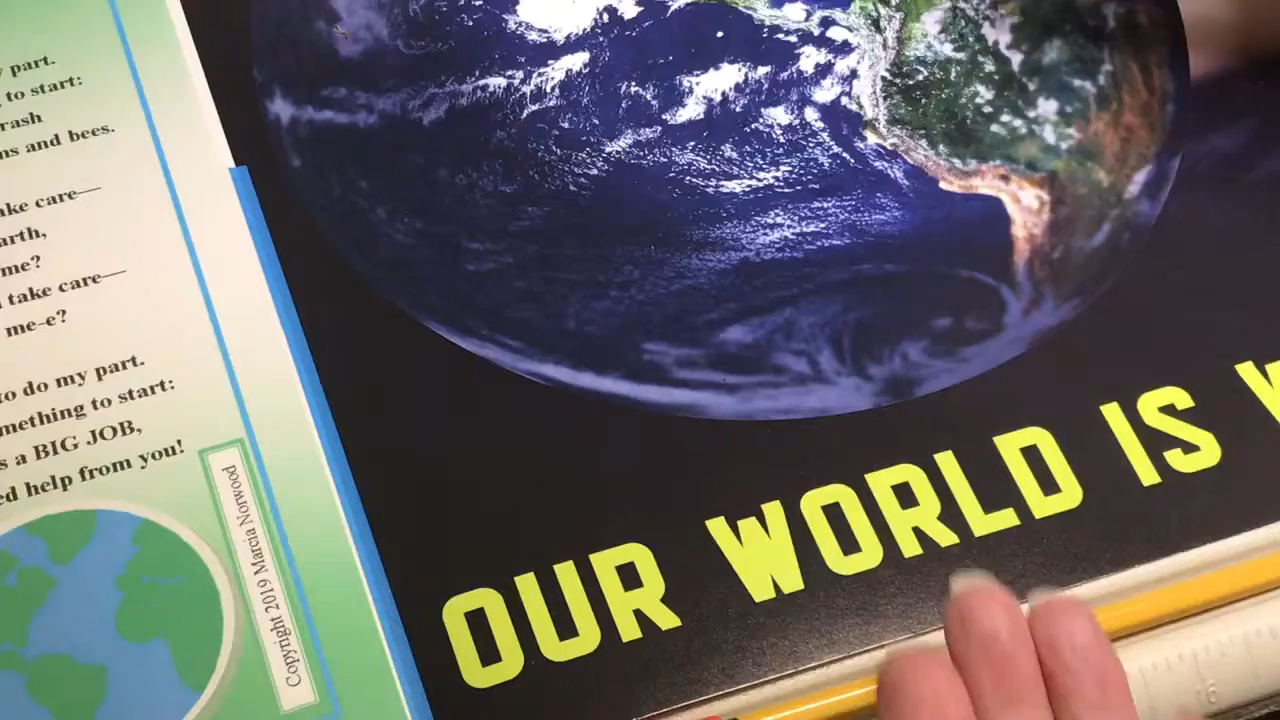 y part.
to start:
rash
ns and bees.
ake care—
arth,
me?
take care—
me-e?
to do my part.
mething to start:
s a BIG JOB,
ed help from you!
Copyright 2019 Marcia Norwood
OUR WORLD IS